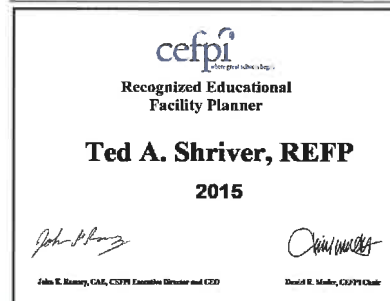 cefpi
Recognized Educational
Facility Planner
Ted A. Shriver, REFP
2015
John K. Ramsey, CAE, CEFPI Executive Director and CEO
Daniel R. Mader, CEFPI Chair